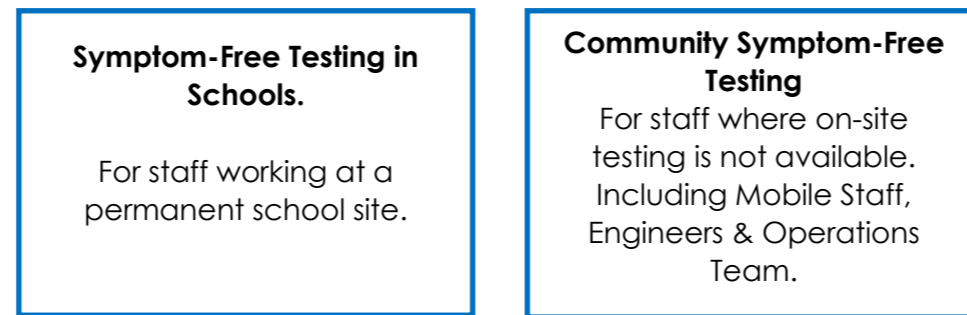 Symptom-Free Testing in
Schools.
For staff working at a
permanent school site.
Community Symptom-Free
Testing
For staff where on-site
testing is not available.
Including Mobile Staff,
Engineers & Operations
Team.